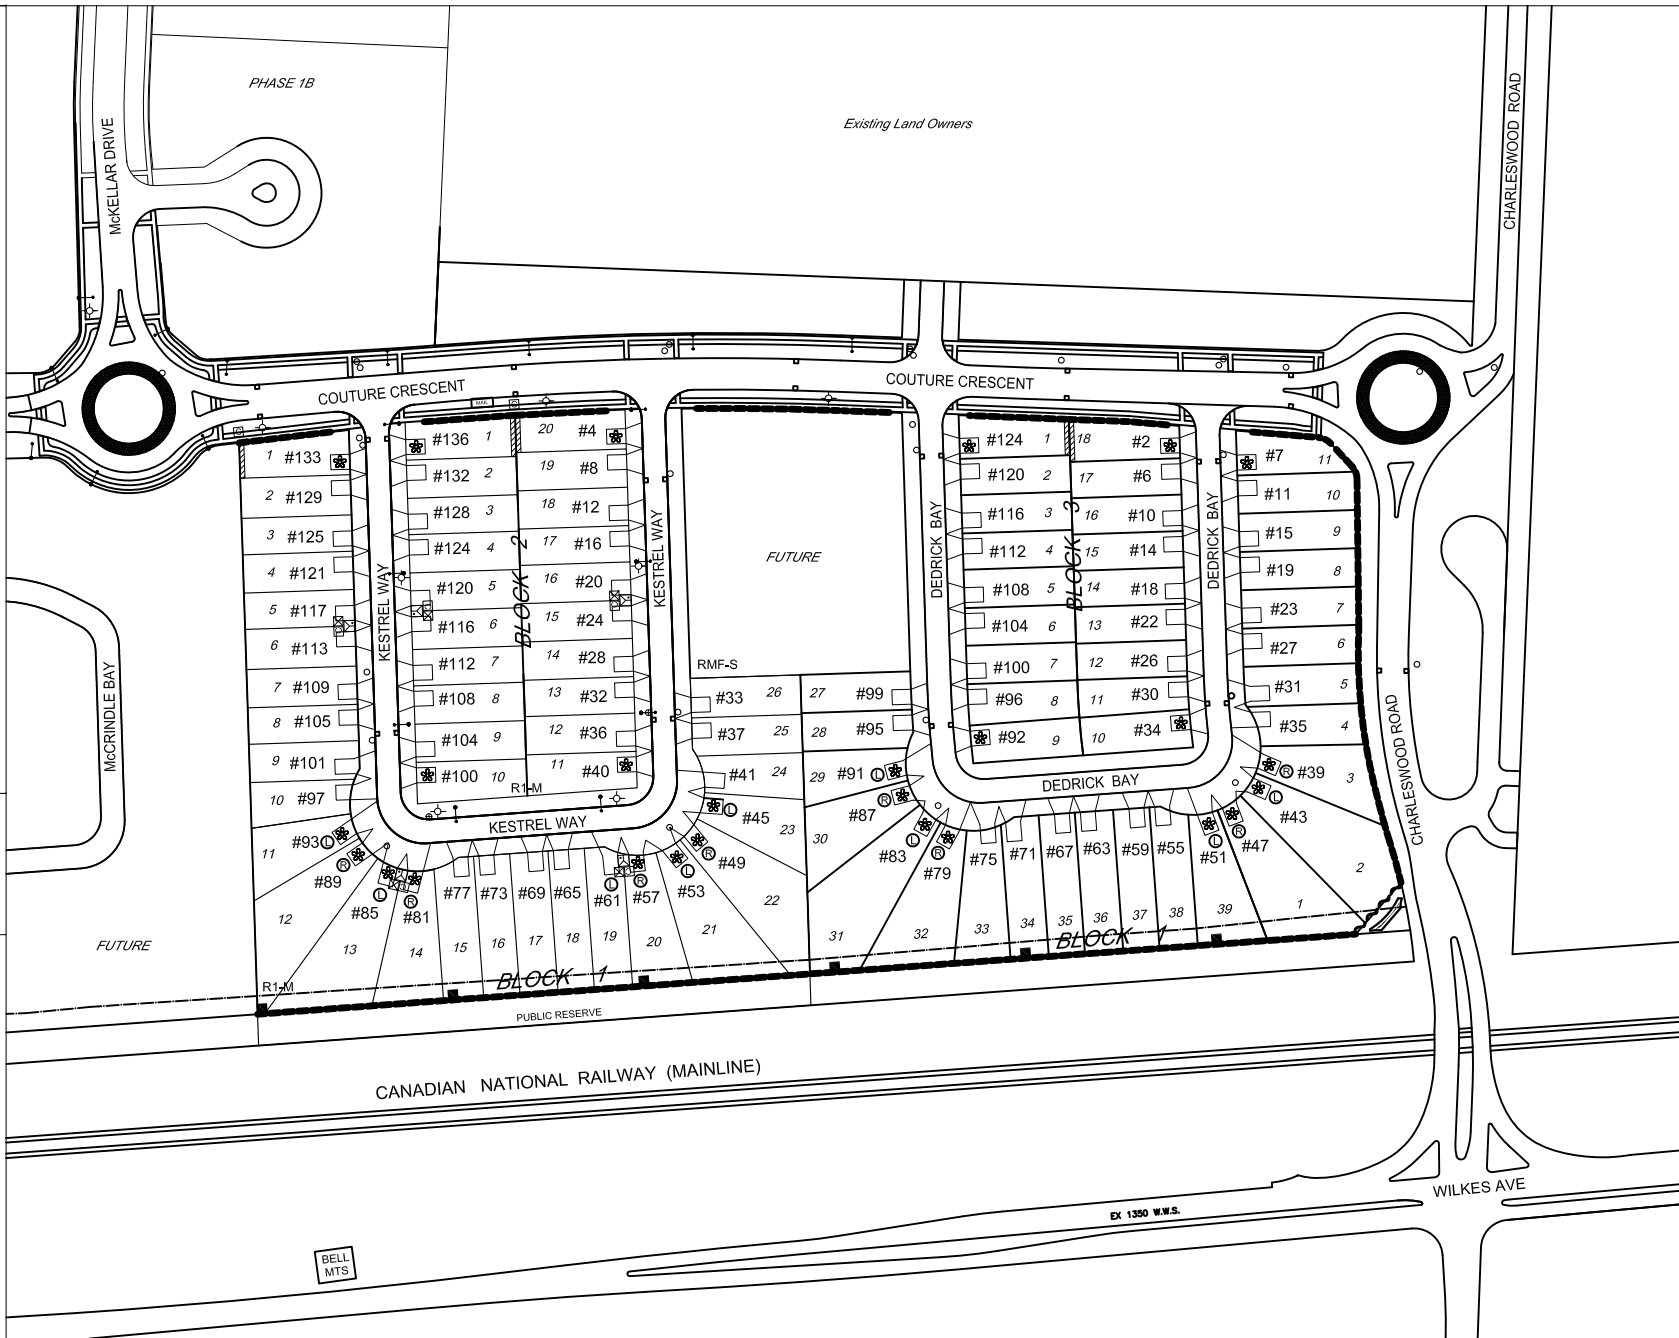 PHASE 1B
Existing Land Owners
McKELLAR DRIVE
CHARLESWOOD ROAD
COUTURE CRESCENT
COUTURE CRESCENT
MAIL
1 #133
2 #129
3 #125
4 #121
5 #117
6 #113
7 #109
8 #105
9 #101
10 #97
11 #93 L
12 #89 R
13 #85 L
14 #81 R
15 #77
16 #73
17 #69
18 #65
19 #61 L
20 #57 R
21 #53 L
22 #49 R
23 #45 L
24 #41
25 #37
26 #33
KESTREL WAY
#136 1
#132 2
#128 3
#124 4
#120 5
#116 6
#112 7
#108 8
#104 9
#100 10
BLOCK 2
20 #4
19 #8
18 #12
17 #16
16 #20
15 #24
14 #28
13 #32
12 #36
11 #40
R1-M
KESTREL WAY
KESTREL WAY
FUTURE
RMF-S
27 #99
28 #95
29 #91 L
30 #87 R
31 #83 L
32 #79 R
33 #75
34 #71
35 #67
36 #63
37 #59
38 #55
39 #51 L
1 #47 R
2 #43 L
3 #39 R
4 #35
5 #31
6 #27
7 #23
8 #19
9 #15
10 #11
11 #7
DEDRICK BAY
#124 1
#120 2
#116 3
#112 4
#108 5
#104 6
#100 7
#96 8
#92 9
BLOCK 3
18 #2
17 #6
16 #10
15 #14
14 #18
13 #22
12 #26
11 #30
10 #34
DEDRICK BAY
DEDRICK BAY
McCRINDLE BAY
FUTURE
R1-M
BLOCK 1
BLOCK 1
PUBLIC RESERVE
CHARLESWOOD ROAD
CANADIAN NATIONAL RAILWAY (MAINLINE)
WILKES AVE
EX 1350 W.W.S.
BELL
MTS